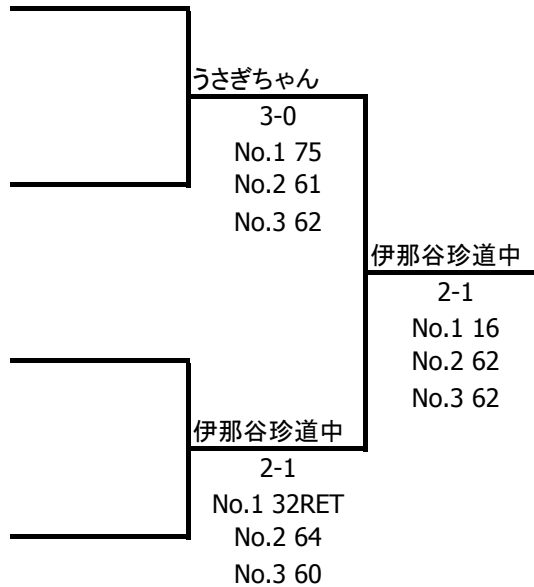 うさぎちゃん
3-0
No.1 75
No.2 61
No.3 62
伊那谷珍道中
2-1
No.1 16
No.2 62
No.3 62
伊那谷珍道中
2-1
No.1 32RET
No.2 64
No.3 60